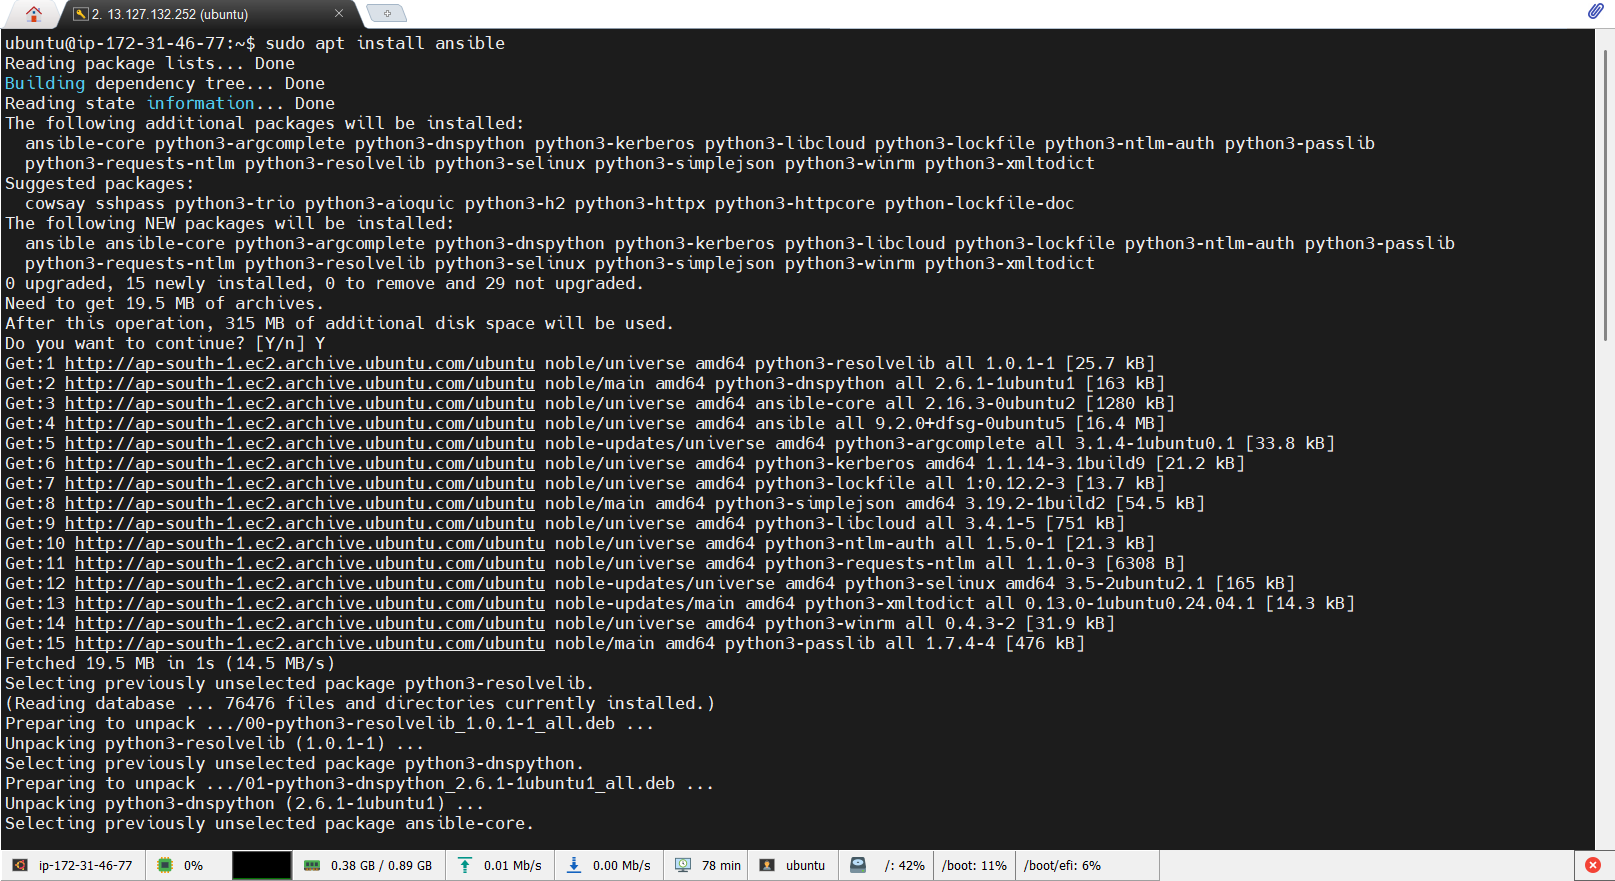 2. 13.127.132.252 (ubuntu)
ubuntu@ip-172-31-46-77:~$ sudo apt install ansible
Reading package lists... Done
Building dependency tree... Done
Reading state information... Done
The following additional packages will be installed:
  ansible-core python3-argcomplete python3-dnspython python3-kerberos python3-libcloud python3-lockfile python3-ntlm-auth python3-passlib
  python3-requests-ntlm python3-resolvelib python3-selinux python3-simplejson python3-winrm python3-xmltodict
Suggested packages:
  cowsay sshpass python3-trio python3-aioquic python3-h2 python3-httpx python3-httpcore python-lockfile-doc
The following NEW packages will be installed:
  ansible ansible-core python3-argcomplete python3-dnspython python3-kerberos python3-libcloud python3-lockfile python3-ntlm-auth python3-passlib
  python3-requests-ntlm python3-resolvelib python3-selinux python3-simplejson python3-winrm python3-xmltodict
0 upgraded, 15 newly installed, 0 to remove and 29 not upgraded.
Need to get 19.5 MB of archives.
After this operation, 315 MB of additional disk space will be used.
Do you want to continue? [Y/n] Y
Get:1 http://ap-south-1.ec2.archive.ubuntu.com/ubuntu noble/universe amd64 python3-resolvelib all 1.0.1-1 [25.7 kB]
Get:2 http://ap-south-1.ec2.archive.ubuntu.com/ubuntu noble/main amd64 python3-dnspython all 2.6.1-1ubuntu1 [163 kB]
Get:3 http://ap-south-1.ec2.archive.ubuntu.com/ubuntu noble/universe amd64 ansible-core all 2.16.3-0ubuntu2 [1280 kB]
Get:4 http://ap-south-1.ec2.archive.ubuntu.com/ubuntu noble/universe amd64 ansible all 9.2.0+dfsg-0ubuntu5 [16.4 MB]
Get:5 http://ap-south-1.ec2.archive.ubuntu.com/ubuntu noble-updates/universe amd64 python3-argcomplete all 3.1.4-1ubuntu0.1 [33.8 kB]
Get:6 http://ap-south-1.ec2.archive.ubuntu.com/ubuntu noble/universe amd64 python3-kerberos amd64 1.1.14-3.1build9 [21.2 kB]
Get:7 http://ap-south-1.ec2.archive.ubuntu.com/ubuntu noble/universe amd64 python3-lockfile all 1:0.12.2-3 [13.7 kB]
Get:8 http://ap-south-1.ec2.archive.ubuntu.com/ubuntu noble/main amd64 python3-simplejson amd64 3.19.2-1build2 [54.5 kB]
Get:9 http://ap-south-1.ec2.archive.ubuntu.com/ubuntu noble/universe amd64 python3-libcloud all 3.4.1-5 [751 kB]
Get:10 http://ap-south-1.ec2.archive.ubuntu.com/ubuntu noble/universe amd64 python3-ntlm-auth all 1.5.0-1 [21.3 kB]
Get:11 http://ap-south-1.ec2.archive.ubuntu.com/ubuntu noble/universe amd64 python3-requests-ntlm all 1.1.0-3 [6308 B]
Get:12 http://ap-south-1.ec2.archive.ubuntu.com/ubuntu noble-updates/universe amd64 python3-selinux amd64 3.5-2ubuntu2.1 [165 kB]
Get:13 http://ap-south-1.ec2.archive.ubuntu.com/ubuntu noble-updates/main amd64 python3-xmltodict all 0.13.0-1ubuntu0.24.04.1 [14.3 kB]
Get:14 http://ap-south-1.ec2.archive.ubuntu.com/ubuntu noble/universe amd64 python3-winrm all 0.4.3-2 [31.9 kB]
Get:15 http://ap-south-1.ec2.archive.ubuntu.com/ubuntu noble/main amd64 python3-passlib all 1.7.4-4 [476 kB]
Fetched 19.5 MB in 1s (14.5 MB/s)
Selecting previously unselected package python3-resolvelib.
(Reading database ... 76476 files and directories currently installed.)
Preparing to unpack .../00-python3-resolvelib_1.0.1-1_all.deb ...
Unpacking python3-resolvelib (1.0.1-1) ...
Selecting previously unselected package python3-dnspython.
Preparing to unpack .../01-python3-dnspython_2.6.1-1ubuntu1_all.deb ...
Unpacking python3-dnspython (2.6.1-1ubuntu1) ...
Selecting previously unselected package ansible-core.
ip-172-31-46-77 0% 0.38 GB / 0.89 GB 0.01 Mb/s 0.00 Mb/s 78 min ubuntu /: 42% /boot: 11% /boot/efi: 6%